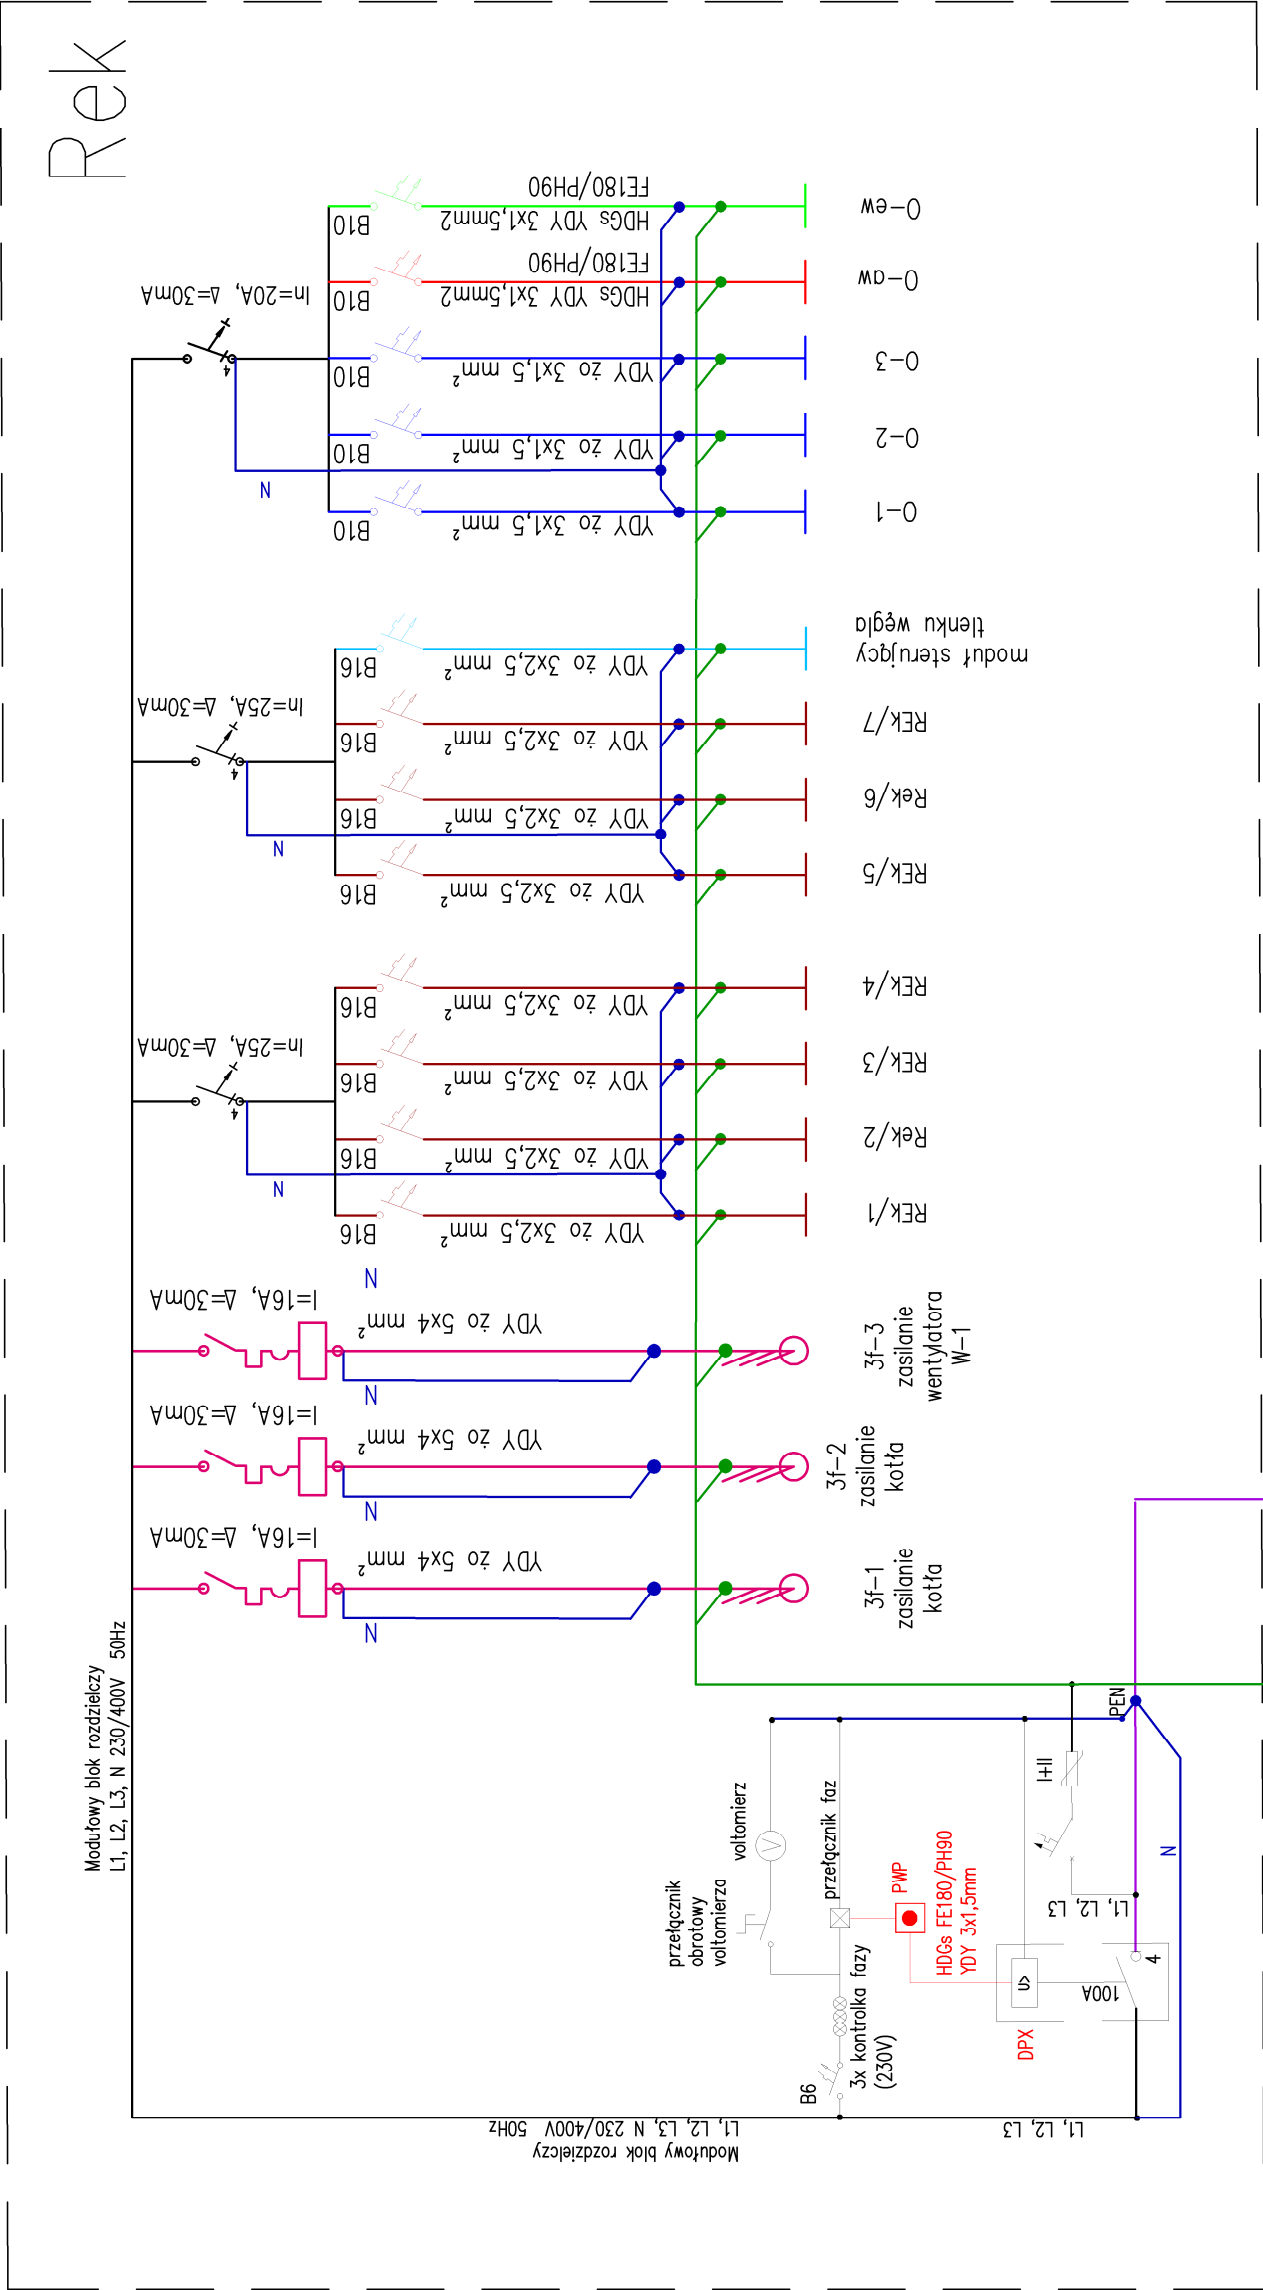 Rek
Modułowy blok rozdzielczy
L1, L2, L3, N 230/400V 50Hz
I=16A, Δ=30mA
N
YDY żo 5x4 mm²
3f-1
zasilanie
kotła
I=16A, Δ=30mA
N
YDY żo 5x4 mm²
3f-2
zasilanie
kotła
I=16A, Δ=30mA
N
YDY żo 5x4 mm²
3f-3
zasilanie
wentylatora
W-1
N
In=25A, Δ=30mA
4
N
B16
YDY żo 3x2,5 mm²
REk/1
B16
YDY żo 3x2,5 mm²
Rek/2
B16
YDY żo 3x2,5 mm²
REk/3
B16
YDY żo 3x2,5 mm²
REk/4
In=25A, Δ=30mA
4
N
B16
YDY żo 3x2,5 mm²
REk/5
B16
YDY żo 3x2,5 mm²
Rek/6
B16
YDY żo 3x2,5 mm²
REk/7
B16
YDY żo 3x2,5 mm²
moduł sterujący
tlenku węgla
In=20A, Δ=30mA
4
N
B10
YDY żo 3x1,5 mm²
O-1
B10
YDY żo 3x1,5 mm²
O-2
B10
YDY żo 3x1,5 mm²
O-3
B10
HDGs YDY 3x1,5mm2
FE180/PH90
O-aw
B10
HDGs YDY 3x1,5mm2
FE180/PH90
O-ew
Modułowy blok rozdzielczy
L1, L2, L3, N 230/400V 50Hz
L1, L2, L3
B6
3x kontrolka fazy
(230V)
przełącznik
obrotowy
voltomierza
voltomierz
V
przełącznik faz
PWP
HDGs FE180/PH90
YDY 3x1,5mm
DPX
U>
100A
4
L1, L2, L3
I+II
PEN
N